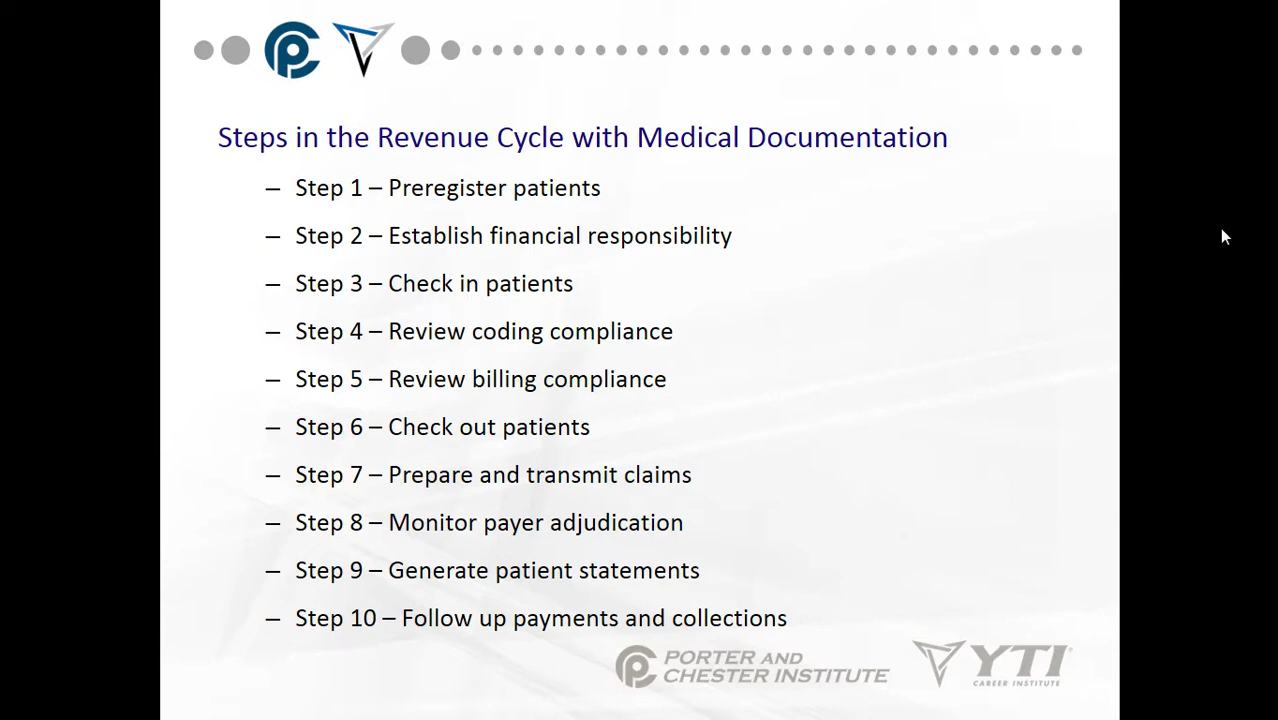 Steps in the Revenue Cycle with Medical Documentation
– Step 1 – Preregister patients
– Step 2 – Establish financial responsibility
– Step 3 – Check in patients
– Step 4 – Review coding compliance
– Step 5 – Review billing compliance
– Step 6 – Check out patients
– Step 7 – Prepare and transmit claims
– Step 8 – Monitor payer adjudication
– Step 9 – Generate patient statements
– Step 10 – Follow up payments and collections
PORTER AND
CHESTER INSTITUTE
YTI®
CAREER INSTITUTE